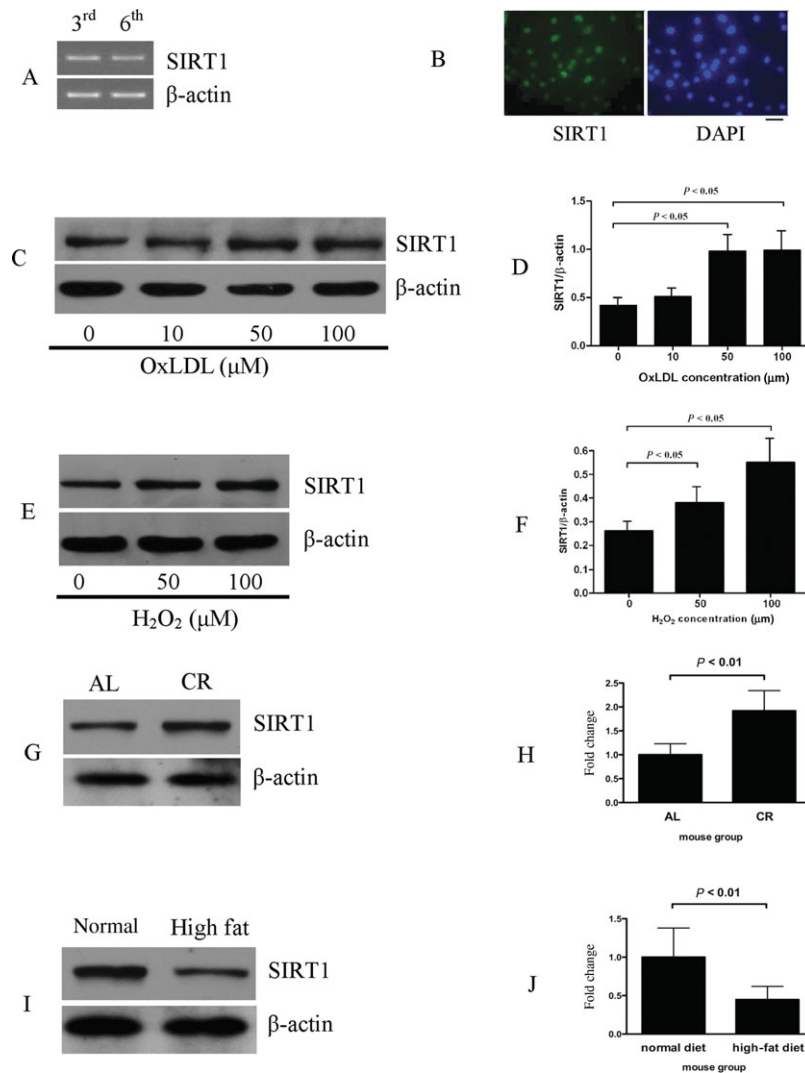 3rd 6th
A
SIRT1
β-actin
B
SIRT1 DAPI
C
SIRT1
β-actin
0 10 50 100
OxLDL (μM)
D
P < 0.05
P < 0.05
SIRT1/β-actin
1.5
1.0
0.5
0.0
0 10 50 100
OxLDL concentration (μm)
E
SIRT1
β-actin
0 50 100
H₂O₂ (μM)
F
P < 0.05
P < 0.05
SIRT1/β-actin
0.6
0.5
0.4
0.3
0.2
0.1
0.0
0 50 100
H₂O₂ concentration (μm)
AL CR
G
SIRT1
β-actin
H
P < 0.01
Fold change
2.5
2.0
1.5
1.0
0.5
0.0
AL CR
mouse group
Normal High fat
I
SIRT1
β-actin
J
P < 0.01
Fold change
1.5
1.0
0.5
0.0
normal diet high-fat diet
mouse group